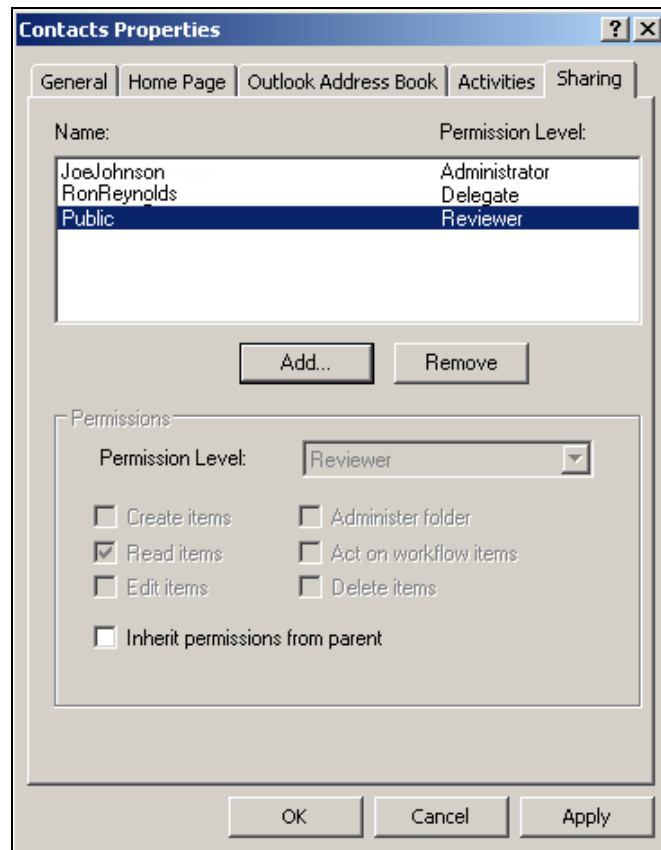 Contacts Properties
General Home Page Outlook Address Book Activities Sharing
Name: Permission Level:
JoeJohnson Administrator
RonReynolds Delegate
Public Reviewer
Add... Remove
Permissions
Permission Level: Reviewer
Create items Administer folder
Read items Act on workflow items
Edit items Delete items
Inherit permissions from parent
OK Cancel Apply